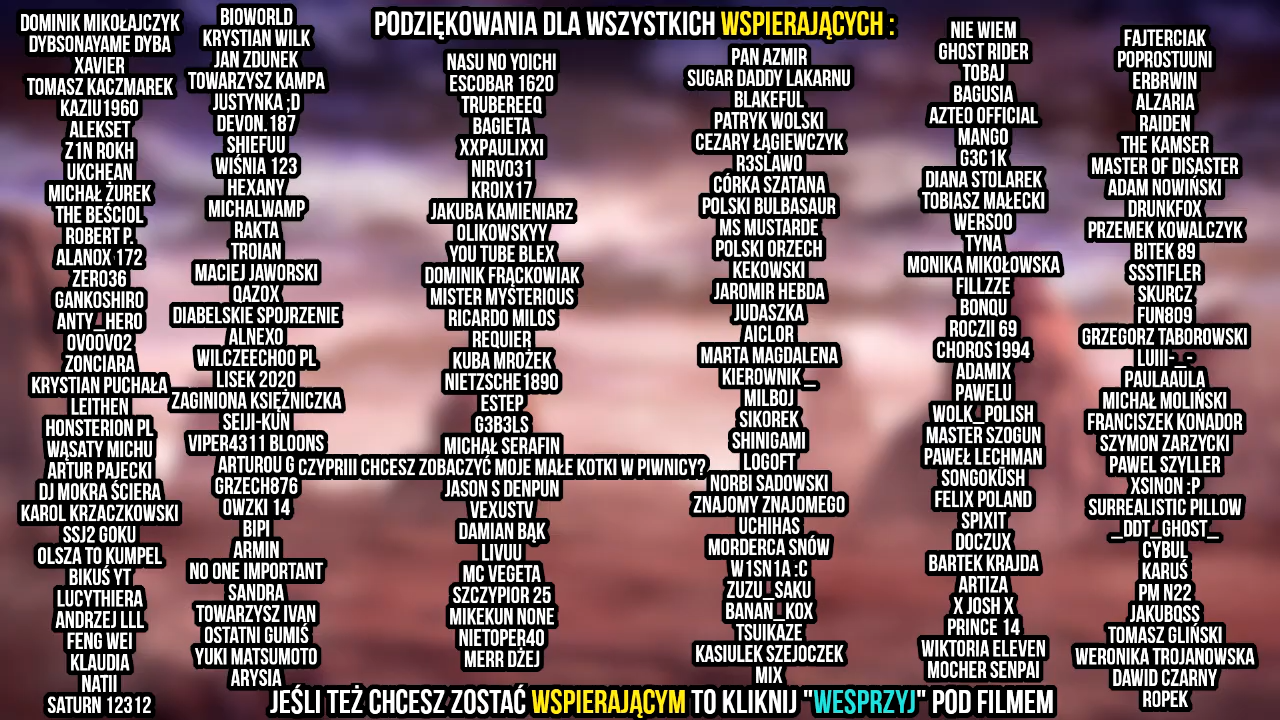 PODZIĘKOWANIA DLA WSZYSTKICH WSPIERAJĄCYCH :
DOMINIK MIKOŁAJCZYK
DYBSONAYAME DYBA
XAVIER
TOMASZ KACZMAREK
KAZIU1960
ALEKSET
Z1N ROKH
UKCHEAN
MICHAŁ ŻUREK
THE BEŚCIOL
ROBERT P.
ALANOX 172
ZERO36
GANKOSHIRO
ANTY_HERO
OVOOVO2
ZONCIARA
KRYSTIAN PUCHAŁA
LEITHEN
HONSTERION PL
WĄSATY MICHU
ARTUR PAJECKI
DJ MOKRA ŚCIERA
KAROL KRZACZKOWSKI
SSJ2 GOKU
OLSZA TO KUMPEL
BIKUŚ YT
LUCYTHIERA
ANDRZEJ LLL
FENG WEI
KLAUDIA
NATII
SATURN 12312
BIOWORLD
KRYSTIAN WILK
JAN ZDUNEK
TOWARZYSZ KAMPA
JUSTYNKA ;D
DEVON.187
SHIEFUU
WIŚNIA 123
HEXANY
MICHALWAMP
RAKTA
TROIAN
MACIEJ JAWORSKI
QAZOX
DIABELSKIE SPOJRZENIE
ALNEXO
WILCZEECHOO PL
LISEK 2020
ZAGINIONA KSIĘŻNICZKA
SEIJI-KUN
VIPER4311 BLOONS
ARTUROU G
GRZECH876
OWZKI 14
BIPI
ARMIN
NO ONE IMPORTANT
SANDRA
TOWARZYSZ IVAN
OSTATNI GUMIŚ
YUKI MATSUMOTO
ARYSIA
NASU NO YOICHI
ESCOBAR 1620
TRUBEREEQ
BAGIETA
XXPAULIXXI
NIRVO31
KROIX17
JAKUBA KAMIENIARZ
OLIKOWSKYY
YOU TUBE BLEX
DOMINIK FRĄCKOWIAK
MISTER MYSTERIOUS
RICARDO MILOS
REQUIER
KUBA MROŻEK
NIETZSCHE1890
ESTEP
G3B3LS
MICHAŁ SERAFIN
CZYPRIII CHCESZ ZOBACZYĆ MOJE MAŁE KOTKI W PIWNICY?
JASON S DENPUN
VEXUSTV
DAMIAN BĄK
LIVUU
MC VEGETA
SZCZYPIOR 25
MIKEKUN NONE
NIETOPER40
MERR DŻEJ
PAN AZMIR
SUGAR DADDY LAKARNU
BLAKEFUL
PATRYK WOLSKI
CEZARY ŁĄGIEWCZYK
R3SLAWO
CÓRKA SZATANA
POLSKI BULBASAUR
MS MUSTARDE
POLSKI ORZECH
KEKOWSKI
JAROMIR HEBDA
JUDASZKA
AICLOR
MARTA MAGDALENA
KIEROWNIK _
MILBOJ
SIKOREK
SHINIGAMI
LOGOFT
NORBI SADOWSKI
ZNAJOMY ZNAJOMEGO
UCHIHAS
MORDERCA SNÓW
W1SN1A :C
ZUZU_SAKU
BANAN_KOX
TSUIKAZE
KASIULEK SZEJOCZEK
MIX
NIE WIEM
GHOST RIDER
TOBAJ
BAGUSIA
AZTEO OFFICIAL
MANGO
G3C1K
DIANA STOLAREK
TOBIASZ MAŁECKI
WERSOO
TYNA
MONIKA MIKOŁOWSKA
FILLZZE
BONQU
ROCZII 69
CHOROS1994
ADAMIX
PAWELU
WOLK_POLISH
MASTER SZOGUN
PAWEŁ LECHMAN
SONGOKŪSH
FELIX POLAND
SPIXIT
DOCZUX
BARTEK KRAJDA
ARTIZA
X JOSH X
PRINCE 14
WIKTORIA ELEVEN
MOCHER SENPAI
FAJTERCIAK
POPROSTUUNI
ERBRWIN
ALZARIA
RAIDEN
THE KAMSER
MASTER OF DISASTER
ADAM NOWIŃSKI
DRUNKFOX
PRZEMEK KOWALCZYK
BITEK 89
SSSTIFLER
SKURCZ
FUN809
GRZEGORZ TABOROWSKI
LUIII-_-
PAULAAULA
MICHAŁ MOLIŃSKI
FRANCISZEK KONADOR
SZYMON ZARZYCKI
PAWEL SZYLLER
XSINON :P
SURREALISTIC PILLOW
_DDT_GHOST_
CYBUL
KARUŚ
PM N22
JAKUBQSS
TOMASZ GLIŃSKI
WERONIKA TROJANOWSKA
DAWID CZARNY
ROPEK
JEŚLI TEŻ CHCESZ ZOSTAĆ WSPIERAJĄCYM TO KLIKNIJ "WESPRZYJ" POD FILMEM